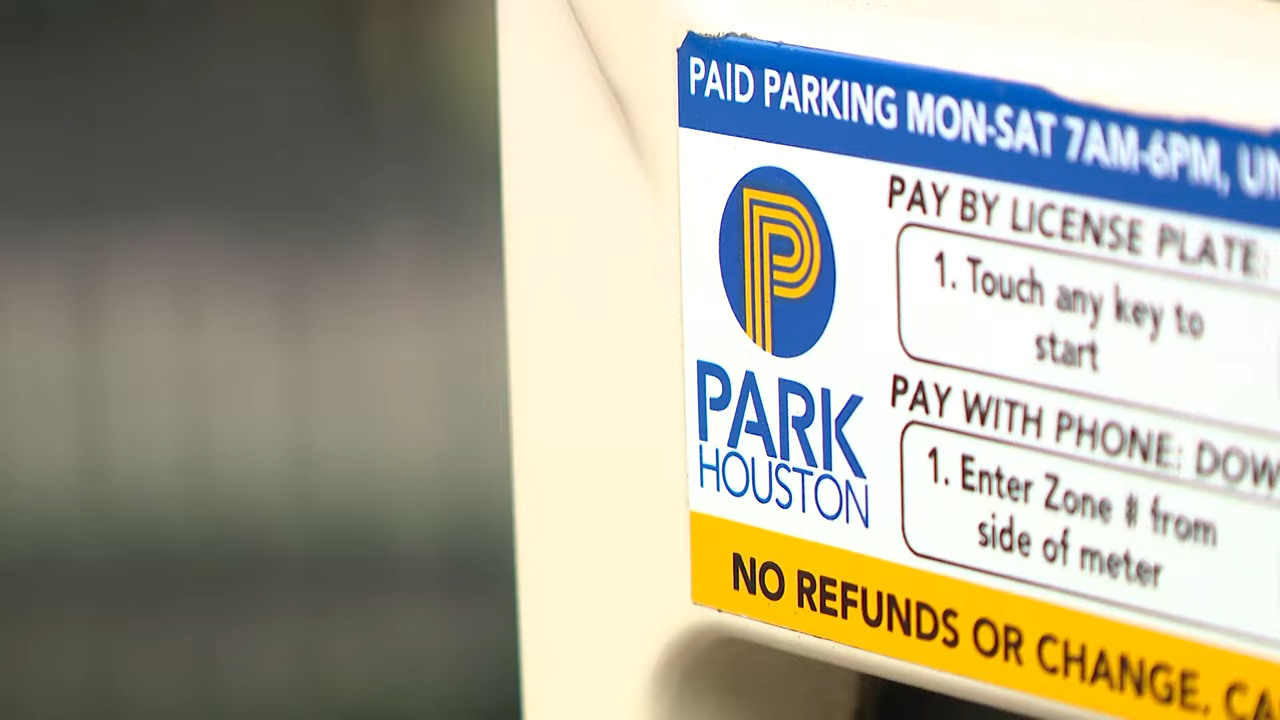 PAID PARKING MON-SAT 7AM-6PM,
P
PARK
HOUSTON
PAY BY LICENSE PLATE:
1. Touch any key to
start
PAY WITH PHONE:
1. Enter Zone # from
side of meter
NO REFUNDS OR CHANGE.